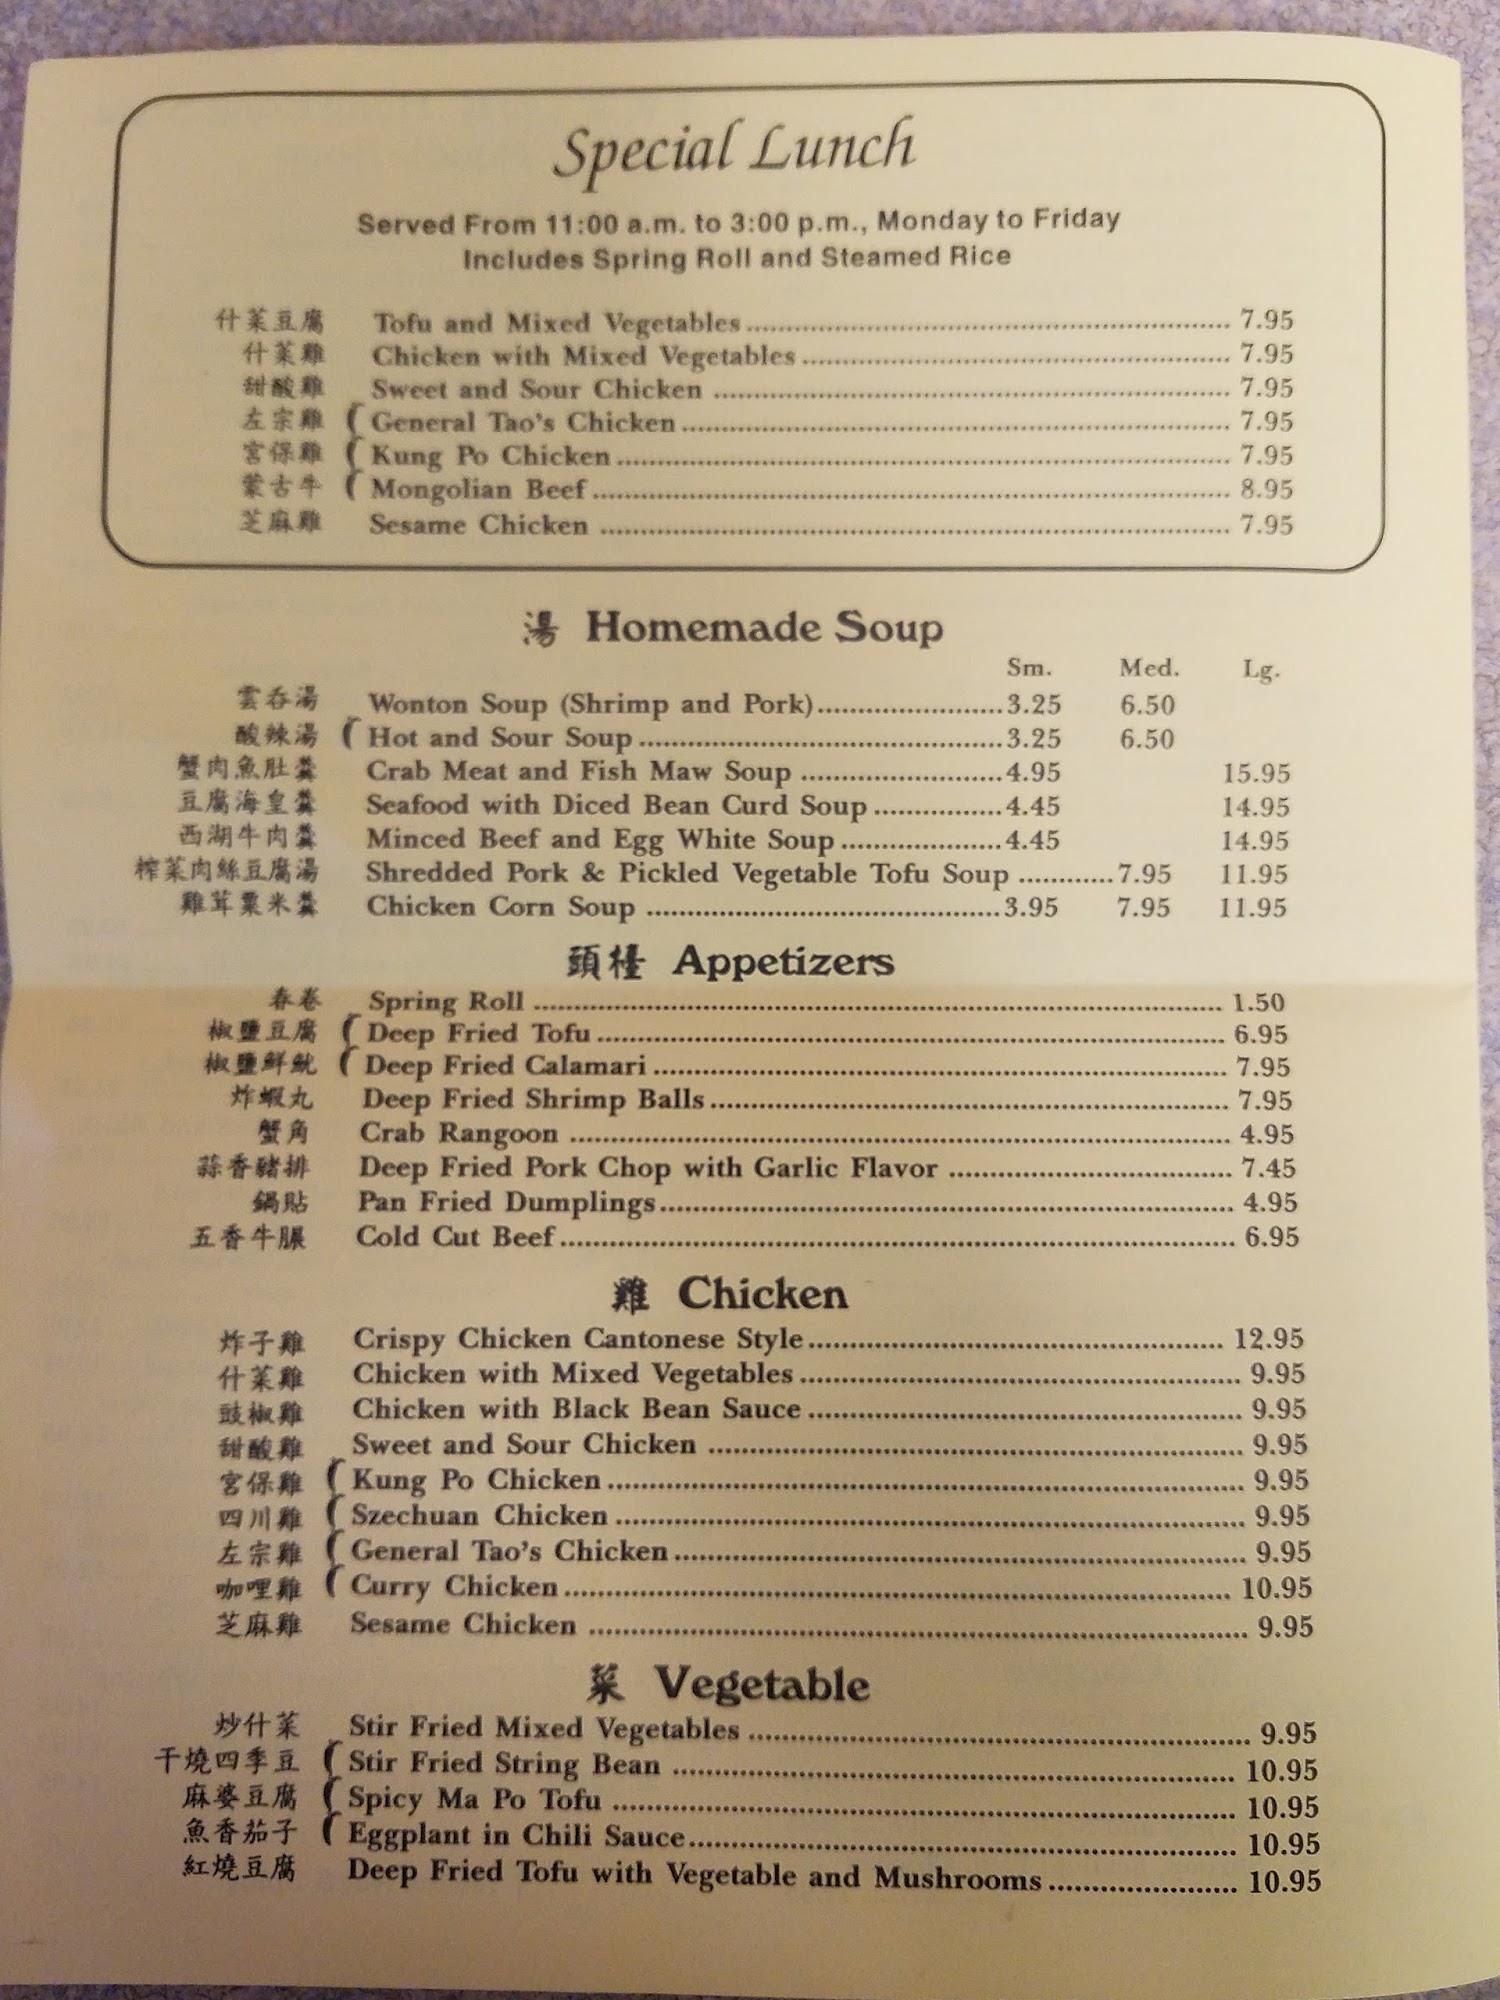 Special Lunch
Served From 11:00 a.m. to 3:00 p.m., Monday to Friday
Includes Spring Roll and Steamed Rice
什菜豆腐 Tofu and Mixed Vegetables 7.95
什菜雞 Chicken with Mixed Vegetables 7.95
甜酸雞 Sweet and Sour Chicken 7.95
左宗雞 General Tao's Chicken 7.95
宮保雞 Kung Po Chicken 7.95
蒙古牛 Mongolian Beef 8.95
芝麻雞 Sesame Chicken 7.95
湯 Homemade Soup
Sm. Med. Lg.
雲吞湯 Wonton Soup (Shrimp and Pork) 3.25 6.50
酸辣湯 Hot and Sour Soup 3.25 6.50
蟹肉魚肚羹 Crab Meat and Fish Maw Soup 4.95 15.95
豆腐海皇羹 Seafood with Diced Bean Curd Soup 4.45 14.95
西湖牛肉羹 Minced Beef and Egg White Soup 4.45 14.95
榨菜肉絲豆腐湯 Shredded Pork & Pickled Vegetable Tofu Soup 7.95 11.95
雞茸粟米羹 Chicken Corn Soup 3.95 7.95 11.95
頭檯 Appetizers
春卷 Spring Roll 1.50
椒鹽豆腐 Deep Fried Tofu 6.95
椒鹽鮮魷 Deep Fried Calamari 7.95
炸蝦丸 Deep Fried Shrimp Balls 7.95
蟹角 Crab Rangoon 4.95
蒜香豬排 Deep Fried Pork Chop with Garlic Flavor 7.45
鍋貼 Pan Fried Dumplings 4.95
五香牛𦟌 Cold Cut Beef 6.95
雞 Chicken
炸子雞 Crispy Chicken Cantonese Style 12.95
什菜雞 Chicken with Mixed Vegetables 9.95
豉椒雞 Chicken with Black Bean Sauce 9.95
甜酸雞 Sweet and Sour Chicken 9.95
宮保雞 Kung Po Chicken 9.95
四川雞 Szechuan Chicken 9.95
左宗雞 General Tao's Chicken 9.95
咖哩雞 Curry Chicken 10.95
芝麻雞 Sesame Chicken 9.95
菜 Vegetable
炒什菜 Stir Fried Mixed Vegetables 9.95
干燒四季豆 Stir Fried String Bean 10.95
麻婆豆腐 Spicy Ma Po Tofu 10.95
魚香茄子 Eggplant in Chili Sauce 10.95
紅燒豆腐 Deep Fried Tofu with Vegetable and Mushrooms 10.95